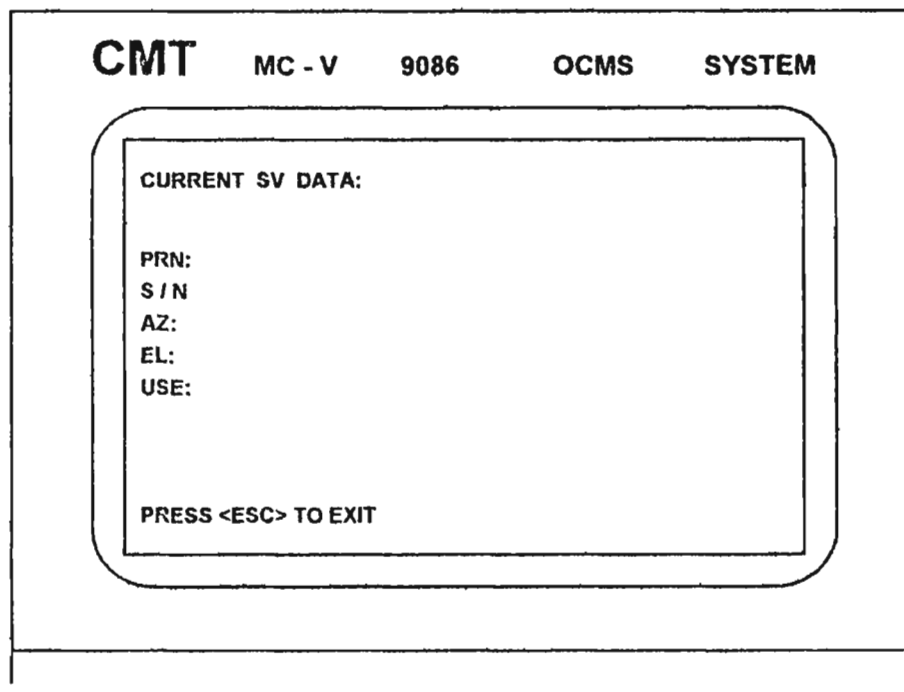 CMT MC - V 9086 OCMS SYSTEM
CURRENT SV DATA:
PRN:
S / N
AZ:
EL:
USE:
PRESS <ESC> TO EXIT